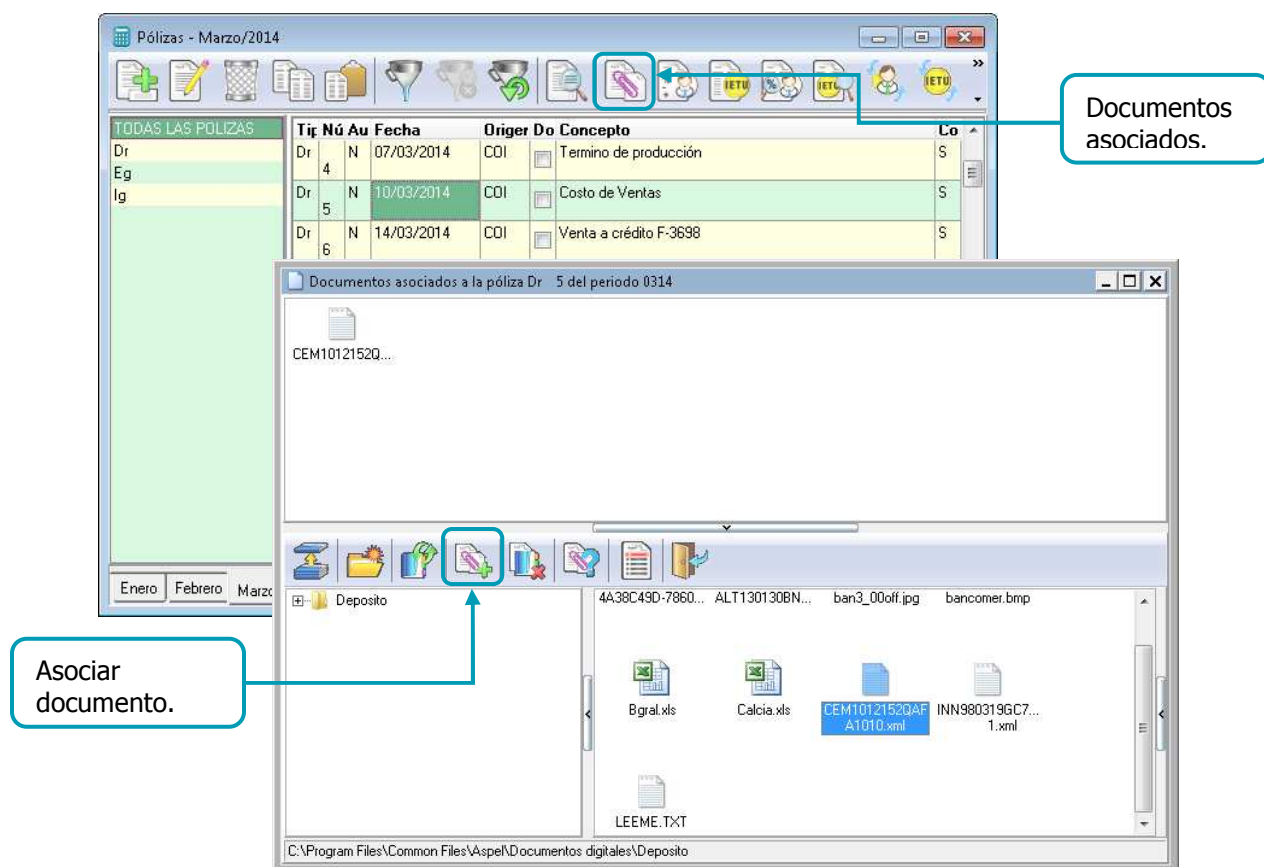 Pólizas - Marzo/2014
IETU
%
IETU
IETU
»
Documentos
asociados.
TODAS LAS POLIZAS
Dr
Eg
Ig
Tip Nú Au Fecha Origer Do Concepto Co
Dr 4 N 07/03/2014 COI Termino de producción S
Dr 5 N 10/03/2014 COI Costo de Ventas S
Dr 6 N 14/03/2014 COI Venta a crédito F-3698 S
Documentos asociados a la póliza Dr 5 del periodo 0314
CEM1012152Q...
Enero Febrero Marzo
Deposito
4A38C49D-7860... ALT130130BN... ban3_00off.jpg bancomer.bmp
Asociar
documento.
Bgral.xls Calcia.xls CEM1012152QAF INN980319GC7...
A1010.xml 1.xml
LEEME.TXT
C:\Program Files\Common Files\Aspel\Documentos digitales\Deposito